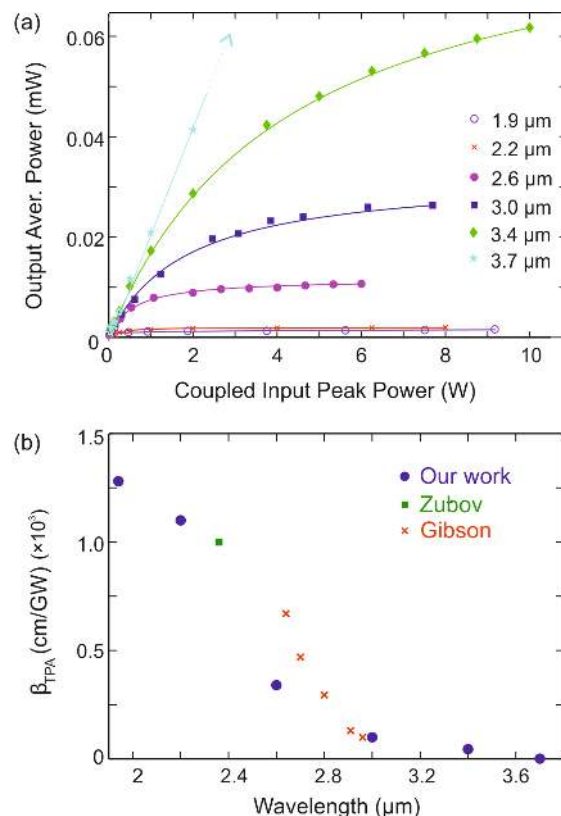 (a)
0.06
0.04
0.02
0
Output Aver. Power (mW)
1.9 µm
2.2 µm
2.6 µm
3.0 µm
3.4 µm
3.7 µm
0 2 4 6 8 10
Coupled Input Peak Power (W)
(b)
1.5
1.0
0.5
0
β_TPA (cm/GW) (×10³)
Our work
Zubov
Gibson
2 2.4 2.8 3.2 3.6
Wavelength (µm)